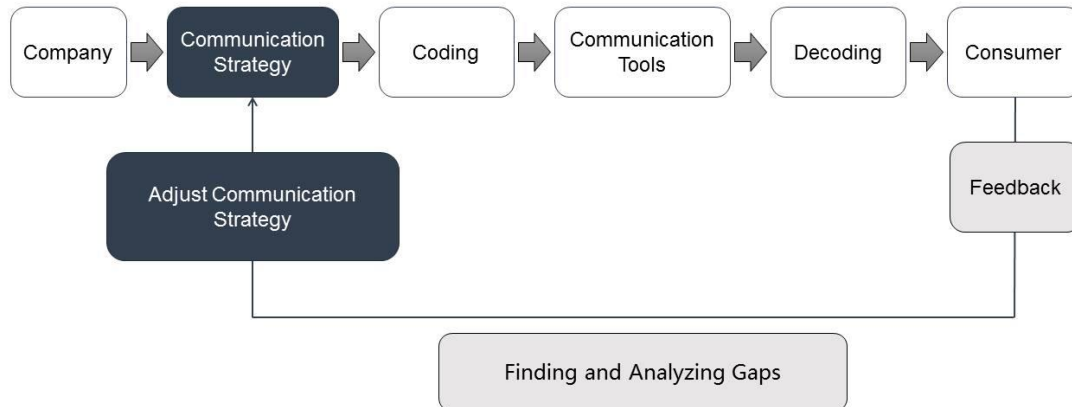 Company
Communication
Strategy
Coding
Communication
Tools
Decoding
Consumer
Adjust Communication
Strategy
Feedback
Finding and Analyzing Gaps